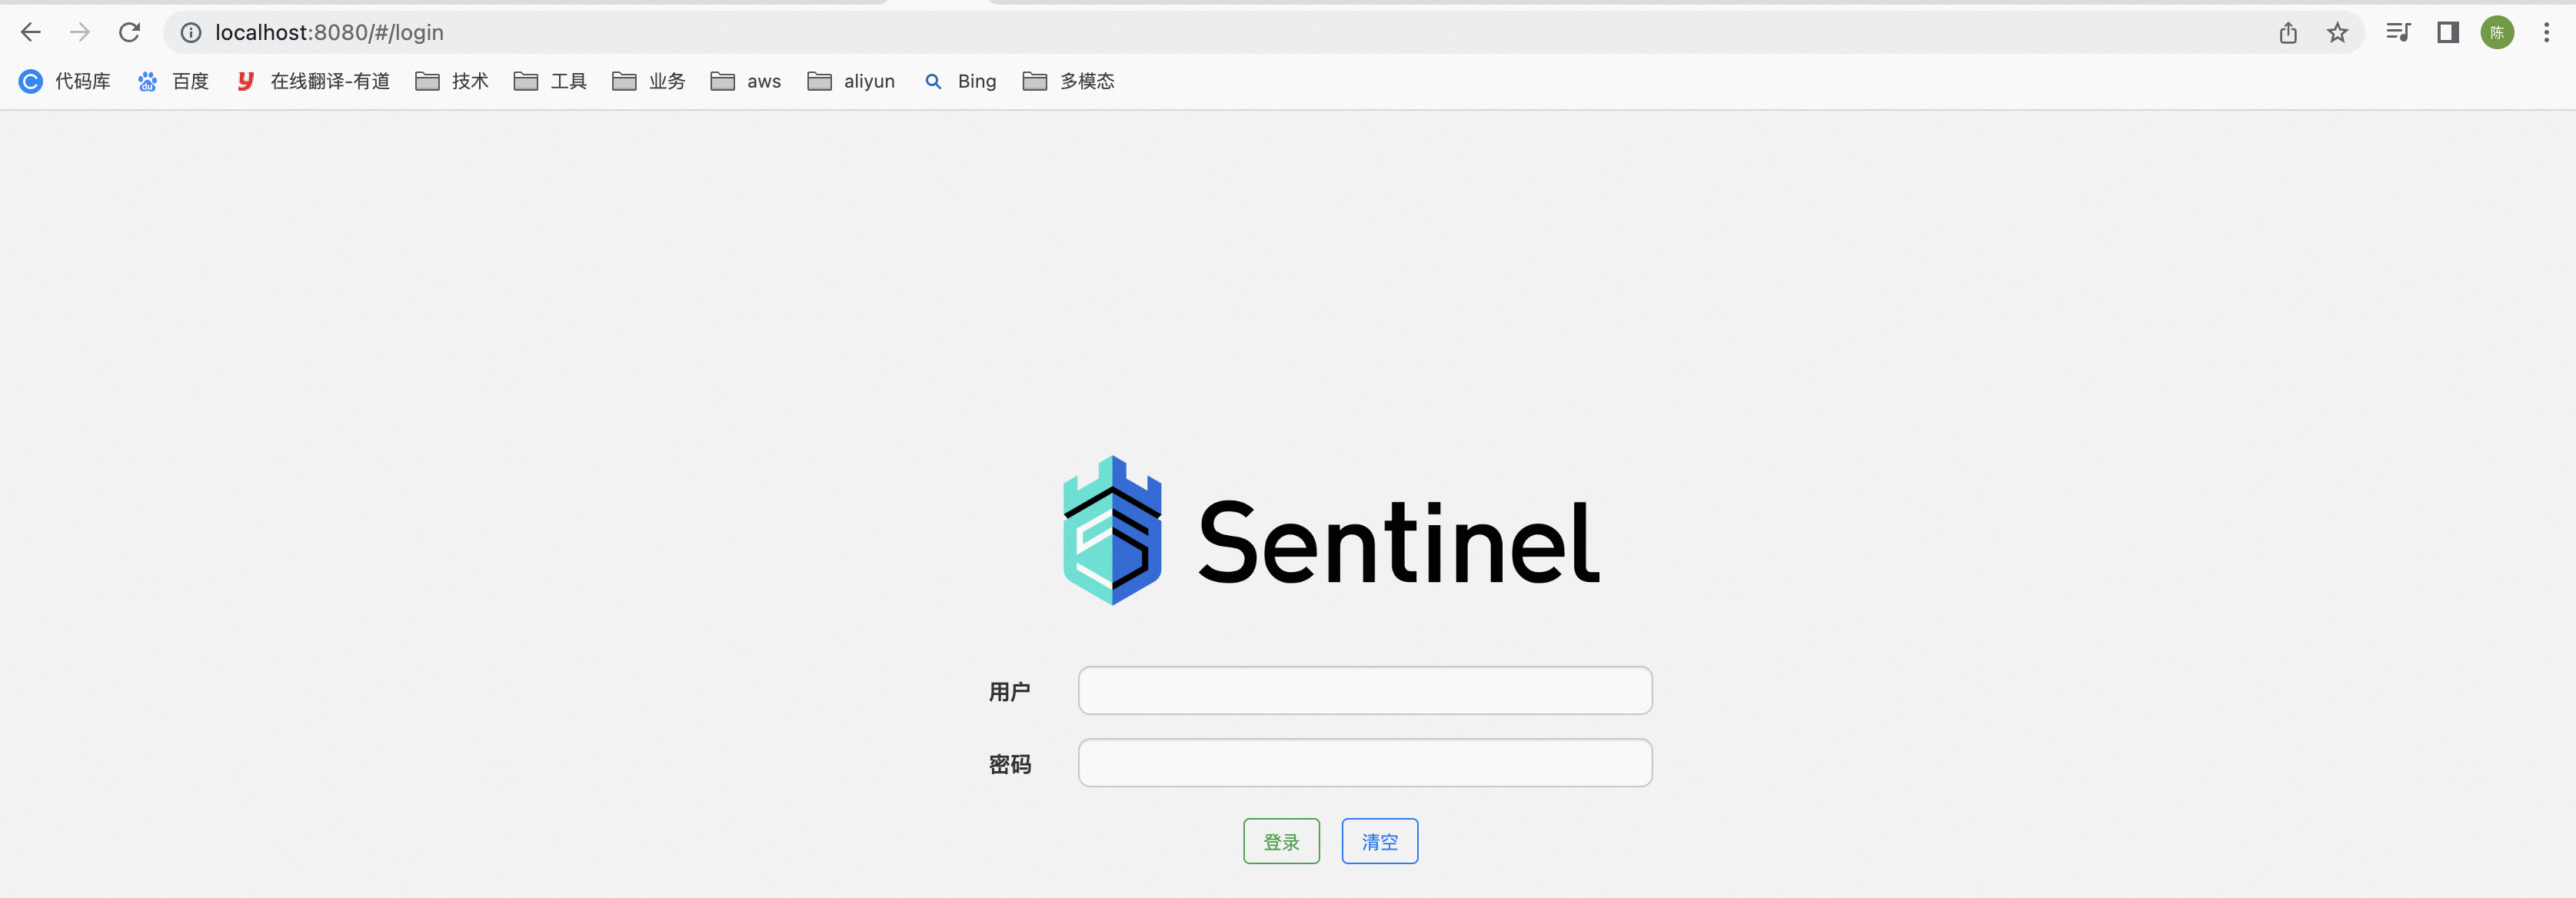 localhost:8080/#/login
陈
代码库 百度 在线翻译-有道 技术 工具 业务 aws aliyun Bing 多模态
Sentinel
用户
密码
登录 清空